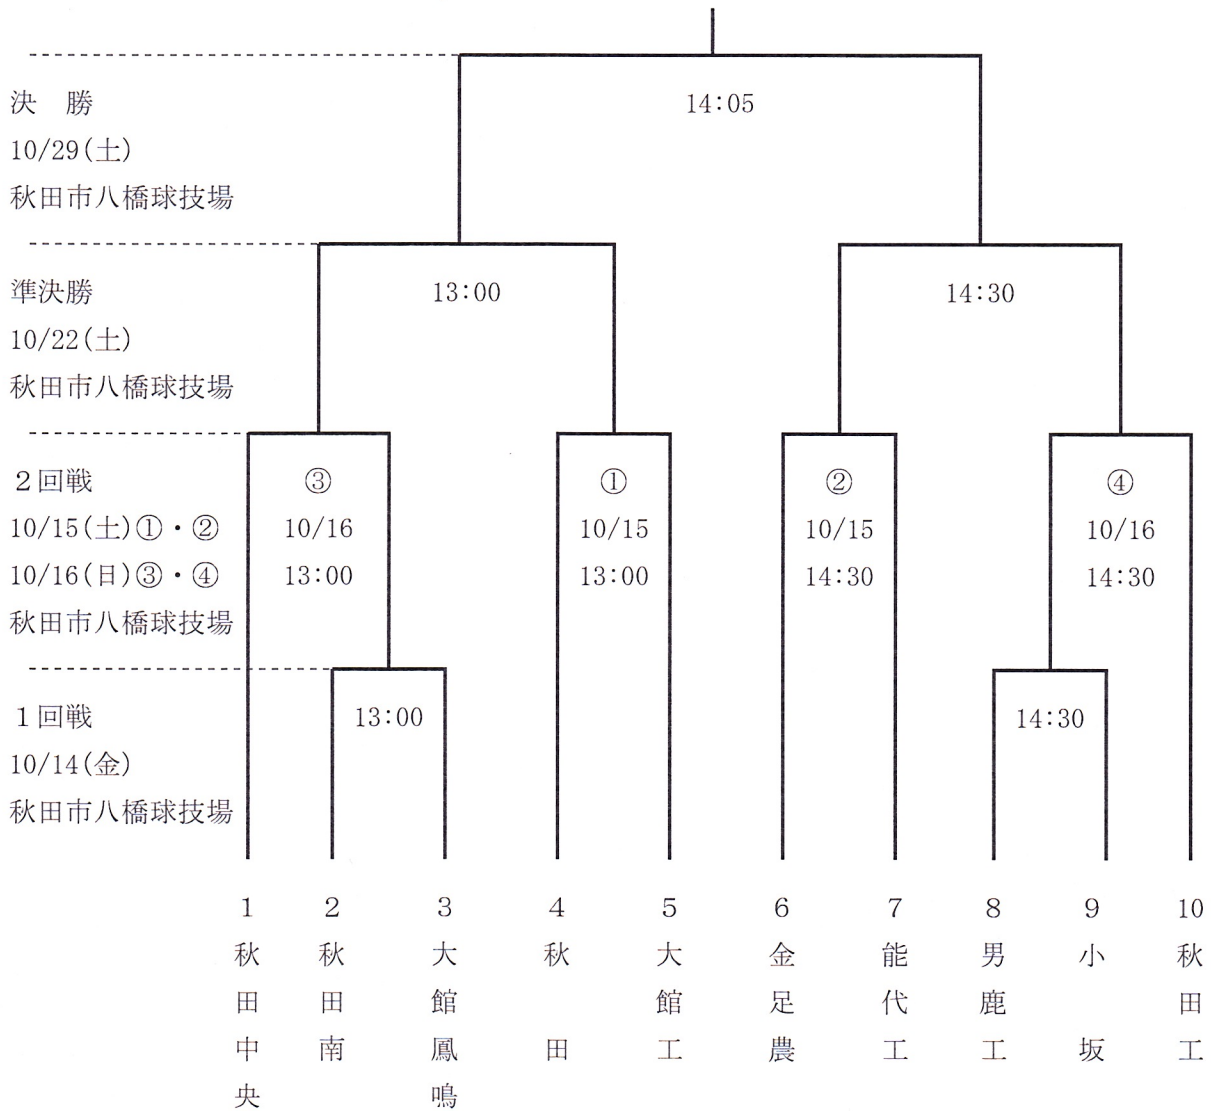 14:05
決　勝
10/29(土)
秋田市八橋球技場
13:00
14:30
準決勝
10/22(土)
秋田市八橋球技場
２回戦
10/15(土)①・②
10/16(日)③・④
秋田市八橋球技場
③
10/16
13:00
①
10/15
13:00
②
10/15
14:30
④
10/16
14:30
１回戦
10/14(金)
秋田市八橋球技場
13:00
14:30
1 秋田中央
2 秋田南
3 大館鳳鳴
4 秋　田
5 大館工
6 金足農
7 能代工
8 男鹿工
9 小　坂
10 秋田工